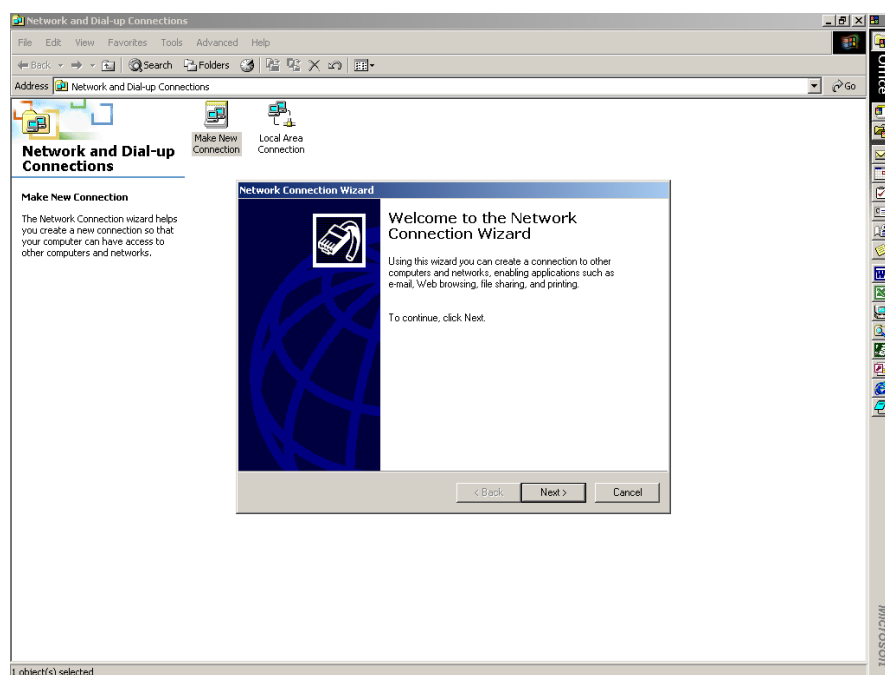 Network and Dial-up Connections
File Edit View Favorites Tools Advanced Help
Back Search Folders
Address Network and Dial-up Connections Go
Office
Make New Connection
Local Area Connection
Network and Dial-up
Connections
Make New Connection
The Network Connection wizard helps
you create a new connection so that
your computer can have access to
other computers and networks.
Network Connection Wizard
Welcome to the Network
Connection Wizard
Using this wizard you can create a connection to other
computers and networks, enabling applications such as
e-mail, Web browsing, file sharing, and printing.
To continue, click Next.
< Back Next > Cancel
Microsoft
1 object(s) selected